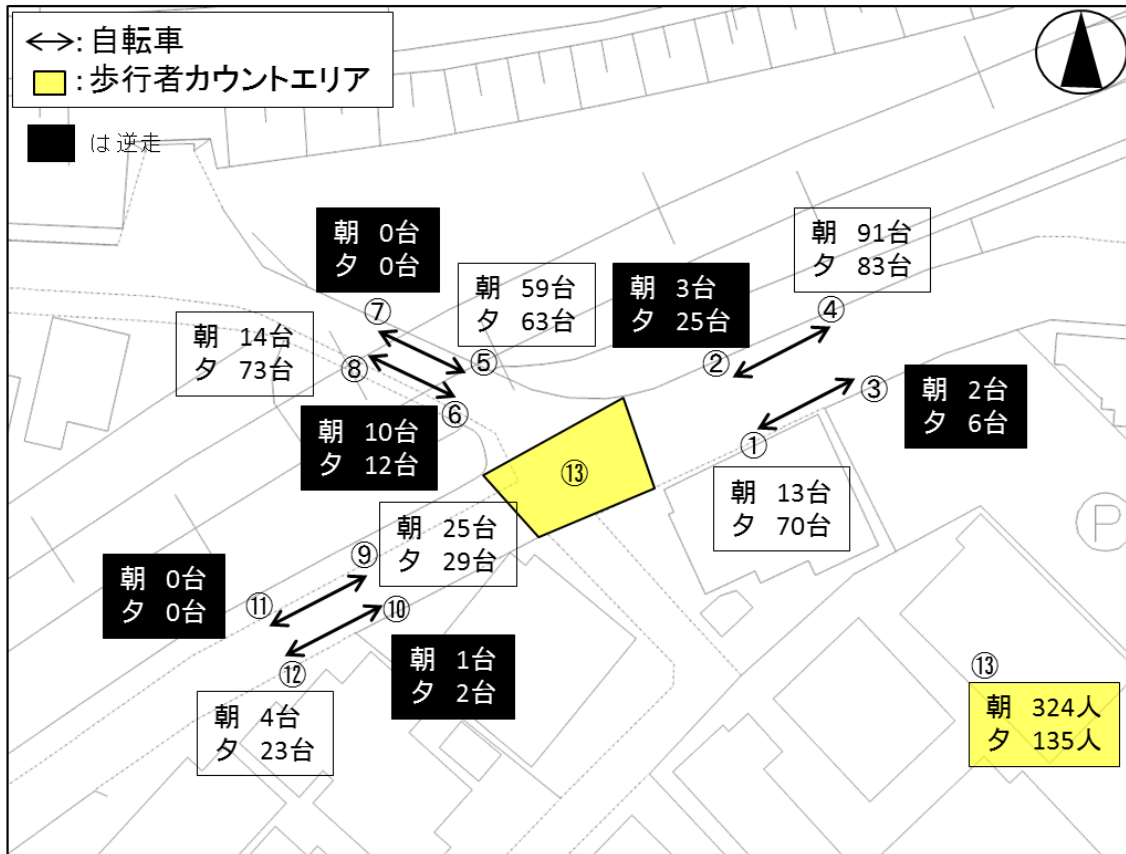 ↔: 自転車
: 歩行者カウントエリア
は逆走
朝 0台
夕 0台
⑦
朝 59台
夕 63台
⑤
朝 3台
夕 25台
②
朝 91台
夕 83台
④
朝 14台
夕 73台
⑧
朝 10台
夕 12台
⑥
③
朝 2台
夕 6台
①
朝 13台
夕 70台
⑬
P
朝 25台
夕 29台
⑨
朝 0台
夕 0台
⑪
⑩
朝 1台
夕 2台
⑫
朝 4台
夕 23台
⑬
朝 324人
夕 135人